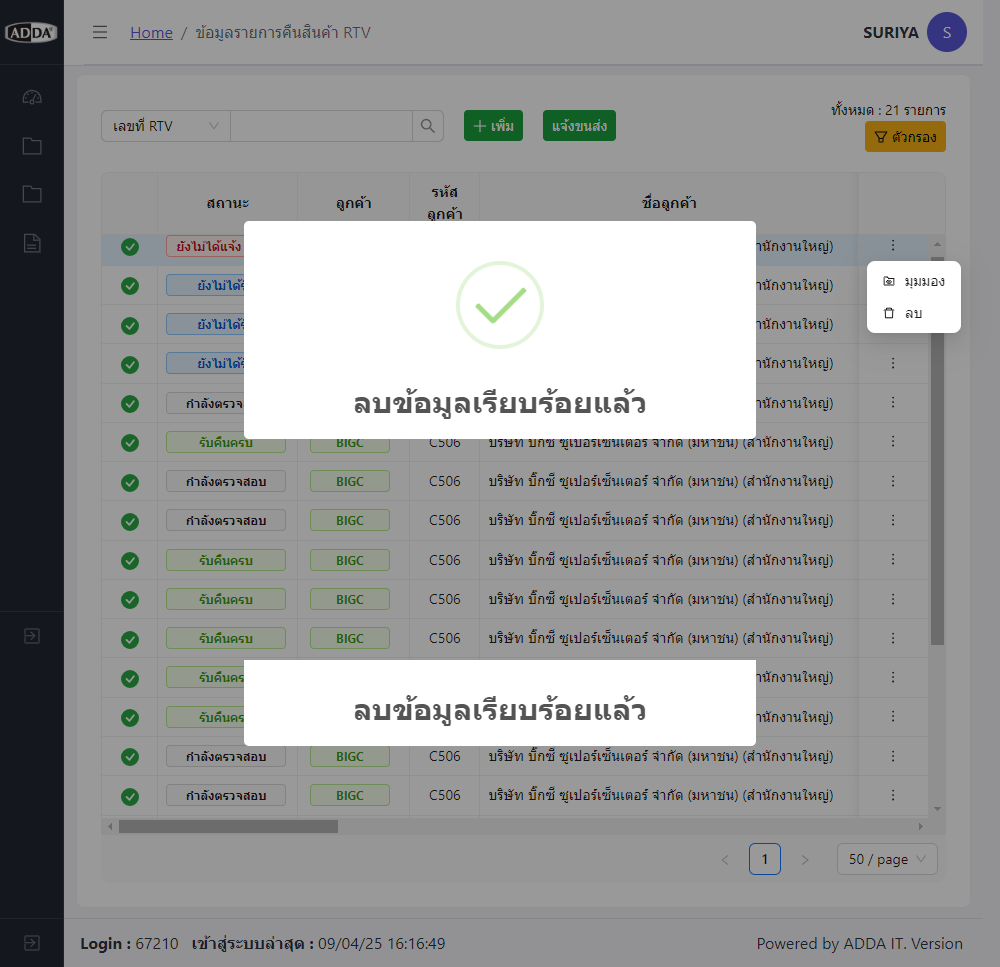 ADDA
Home / ข้อมูลรายการคืนสินค้า RTV
SURIYA S
ทั้งหมด : 21 รายการ
เลขที่ RTV
เพิ่ม
แจ้งขนส่ง
ตัวกรอง
สถานะ ลูกค้า รหัสลูกค้า ชื่อลูกค้า
ยังไม่ได้แจ้ง านักงานใหญ่)
ยังไม่ได้ านักงานใหญ่)
มุมมอง
ยังไม่ได้ านักงานใหญ่)
ลบ
ยังไม่ได้ านักงานใหญ่)
กำลังตรวจ านักงานใหญ่)
ลบข้อมูลเรียบร้อยแล้ว
รับคืนครบ BIGC C506 บริษัท บิ๊กซี ซูเปอร์เซ็นเตอร์ จำกัด (มหาชน) (สำนักงานใหญ่)
กำลังตรวจสอบ BIGC C506 บริษัท บิ๊กซี ซูเปอร์เซ็นเตอร์ จำกัด (มหาชน) (สำนักงานใหญ่)
กำลังตรวจสอบ BIGC C506 บริษัท บิ๊กซี ซูเปอร์เซ็นเตอร์ จำกัด (มหาชน) (สำนักงานใหญ่)
รับคืนครบ BIGC C506 บริษัท บิ๊กซี ซูเปอร์เซ็นเตอร์ จำกัด (มหาชน) (สำนักงานใหญ่)
รับคืนครบ BIGC C506 บริษัท บิ๊กซี ซูเปอร์เซ็นเตอร์ จำกัด (มหาชน) (สำนักงานใหญ่)
รับคืนครบ BIGC C506 บริษัท บิ๊กซี ซูเปอร์เซ็นเตอร์ จำกัด (มหาชน) (สำนักงานใหญ่)
รับคืนคร านักงานใหญ่)
ลบข้อมูลเรียบร้อยแล้ว
รับคืนคร านักงานใหญ่)
กำลังตรวจสอบ BIGC C506 บริษัท บิ๊กซี ซูเปอร์เซ็นเตอร์ จำกัด (มหาชน) (สำนักงานใหญ่)
กำลังตรวจสอบ BIGC C506 บริษัท บิ๊กซี ซูเปอร์เซ็นเตอร์ จำกัด (มหาชน) (สำนักงานใหญ่)
1 50 / page
Login : 67210 เข้าสู่ระบบล่าสุด : 09/04/25 16:16:49
Powered by ADDA IT. Version